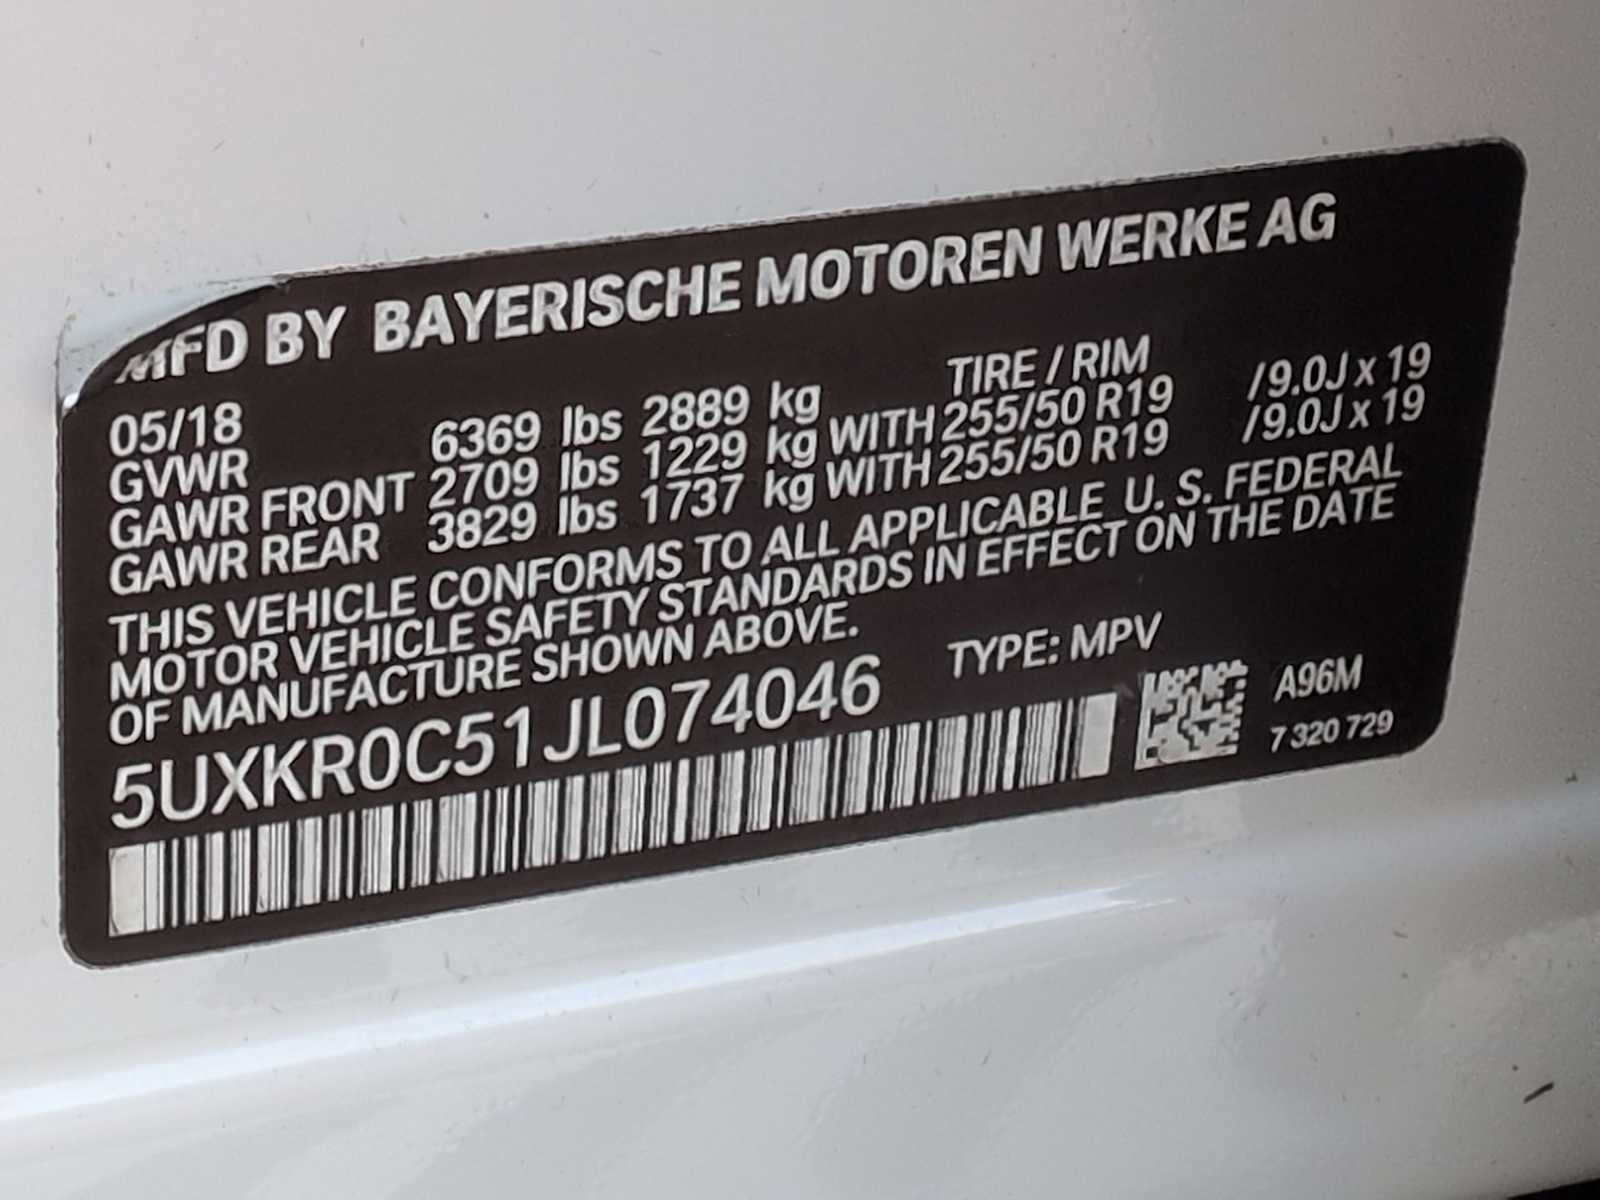 MFD BY BAYERISCHE MOTOREN WERKE AG
05/18 TIRE / RIM
GVWR 6369 lbs 2889 kg
GAWR FRONT 2709 lbs 1229 kg WITH 255/50 R19 /9.0J x 19
GAWR REAR 3829 lbs 1737 kg WITH 255/50 R19 /9.0J x 19
THIS VEHICLE CONFORMS TO ALL APPLICABLE U. S. FEDERAL
MOTOR VEHICLE SAFETY STANDARDS IN EFFECT ON THE DATE
OF MANUFACTURE SHOWN ABOVE.
5UXKR0C51JL074046 TYPE: MPV
A96M
7 320 729